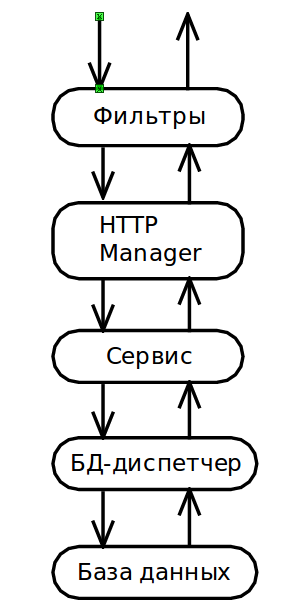 Фильтры
HTTP
Manager
Сервис
БД-диспетчер
База данных